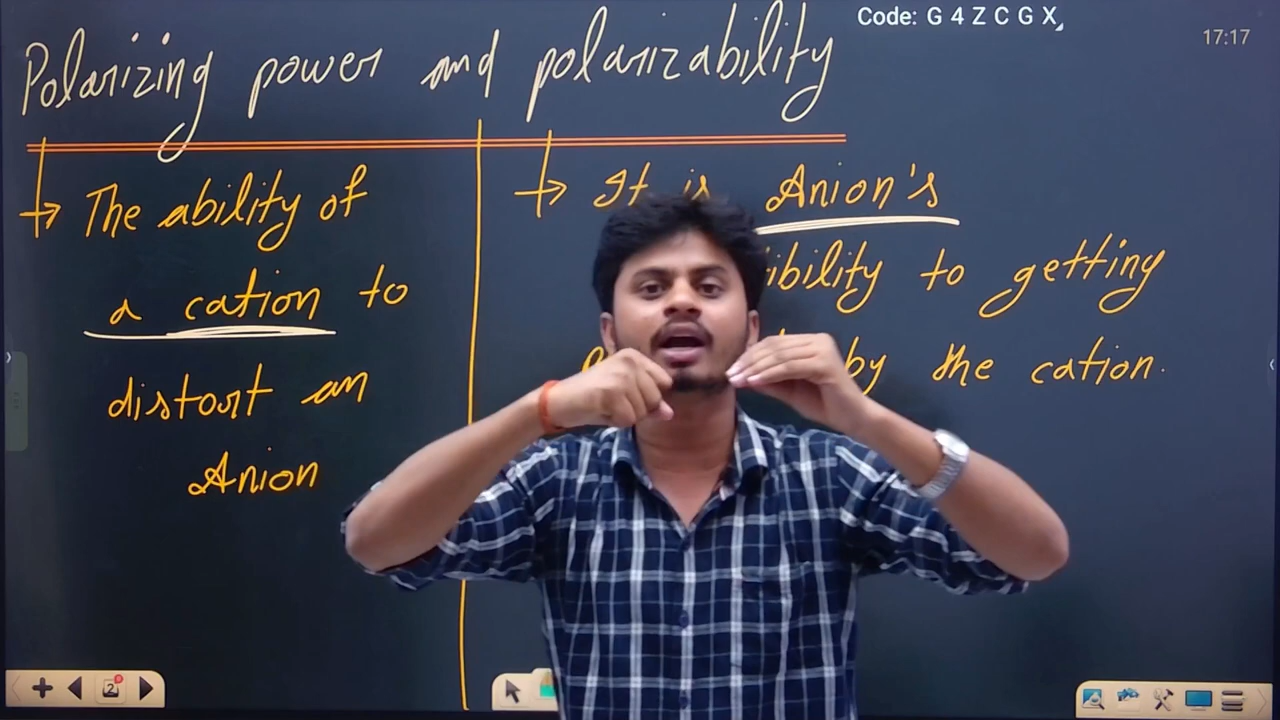 Code: G 4 Z C G X
17:17
Polarizing power and polarizability
→ The ability of
a cation to
distort an
Anion
→ It is Anion's
to getting
by the cation.
2